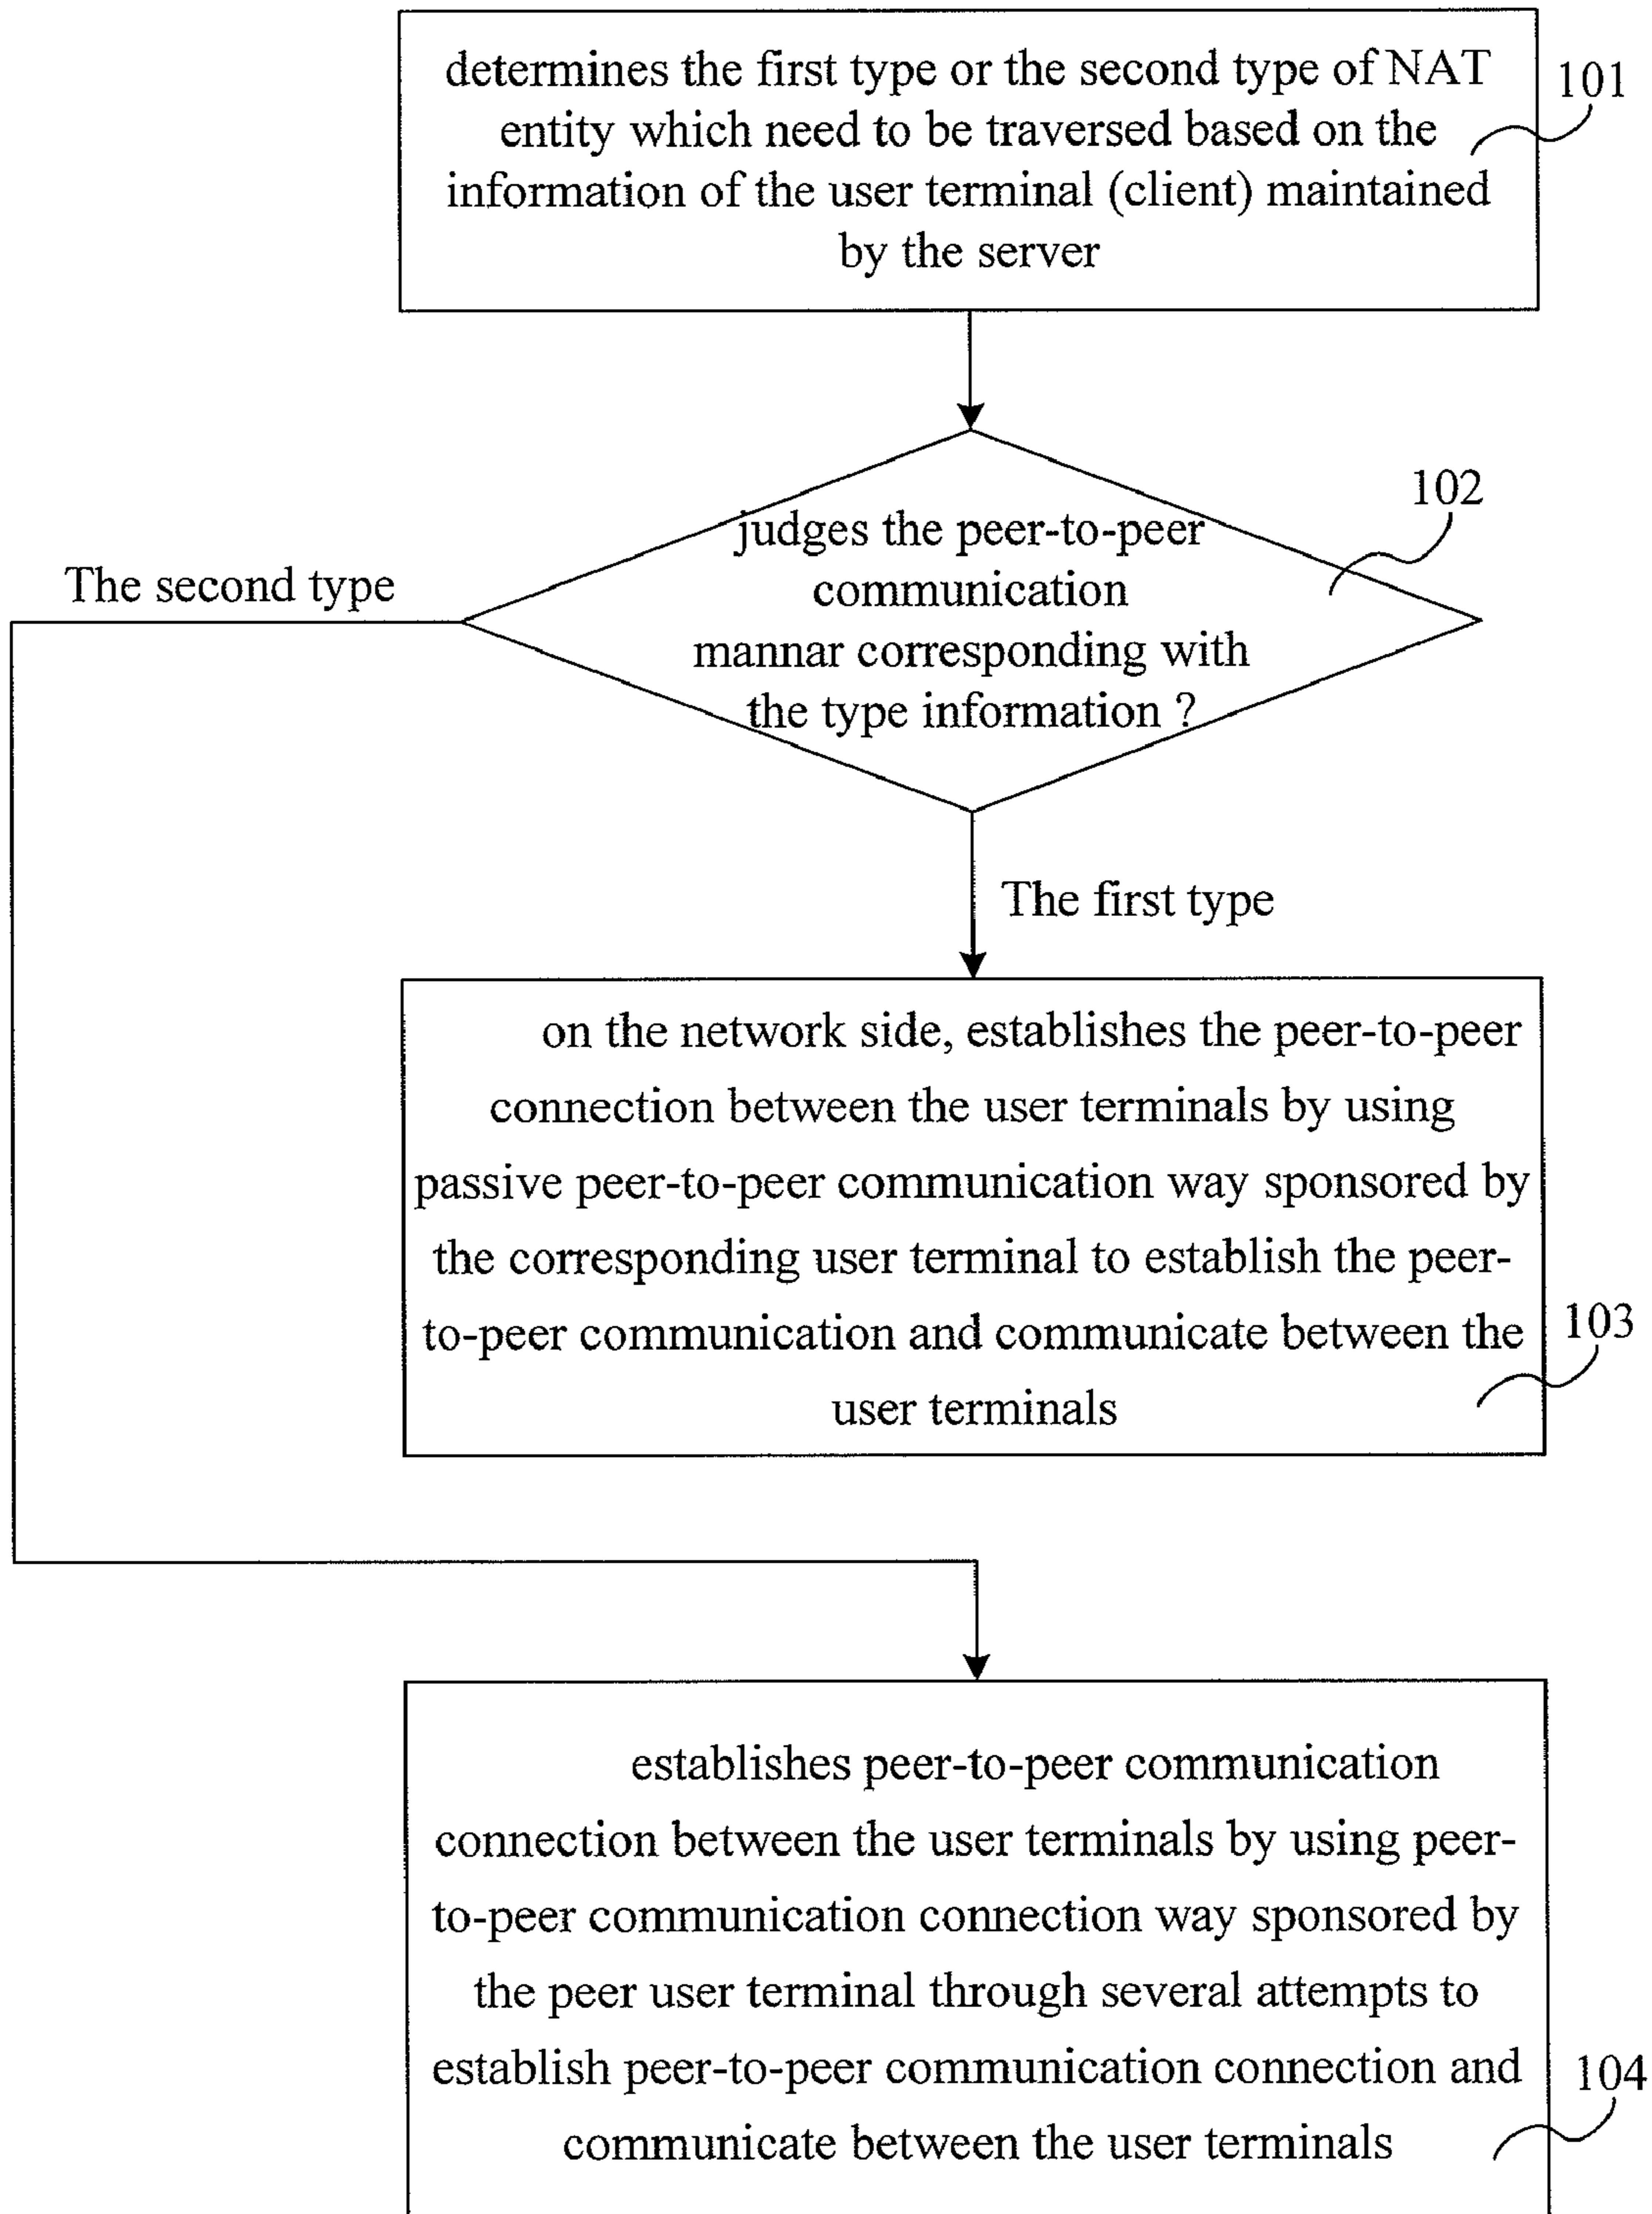 determines the first type or the second type of NAT
entity which need to be traversed based on the
information of the user terminal (client) maintained
by the server
101
judges the peer-to-peer
communication
mannar corresponding with
the type information ?
102
The second type
The first type
on the network side, establishes the peer-to-peer
connection between the user terminals by using
passive peer-to-peer communication way sponsored by
the corresponding user terminal to establish the peer-
to-peer communication and communicate between the
user terminals
103
establishes peer-to-peer communication
connection between the user terminals by using peer-
to-peer communication connection way sponsored by
the peer user terminal through several attempts to
establish peer-to-peer communication connection and
communicate between the user terminals
104